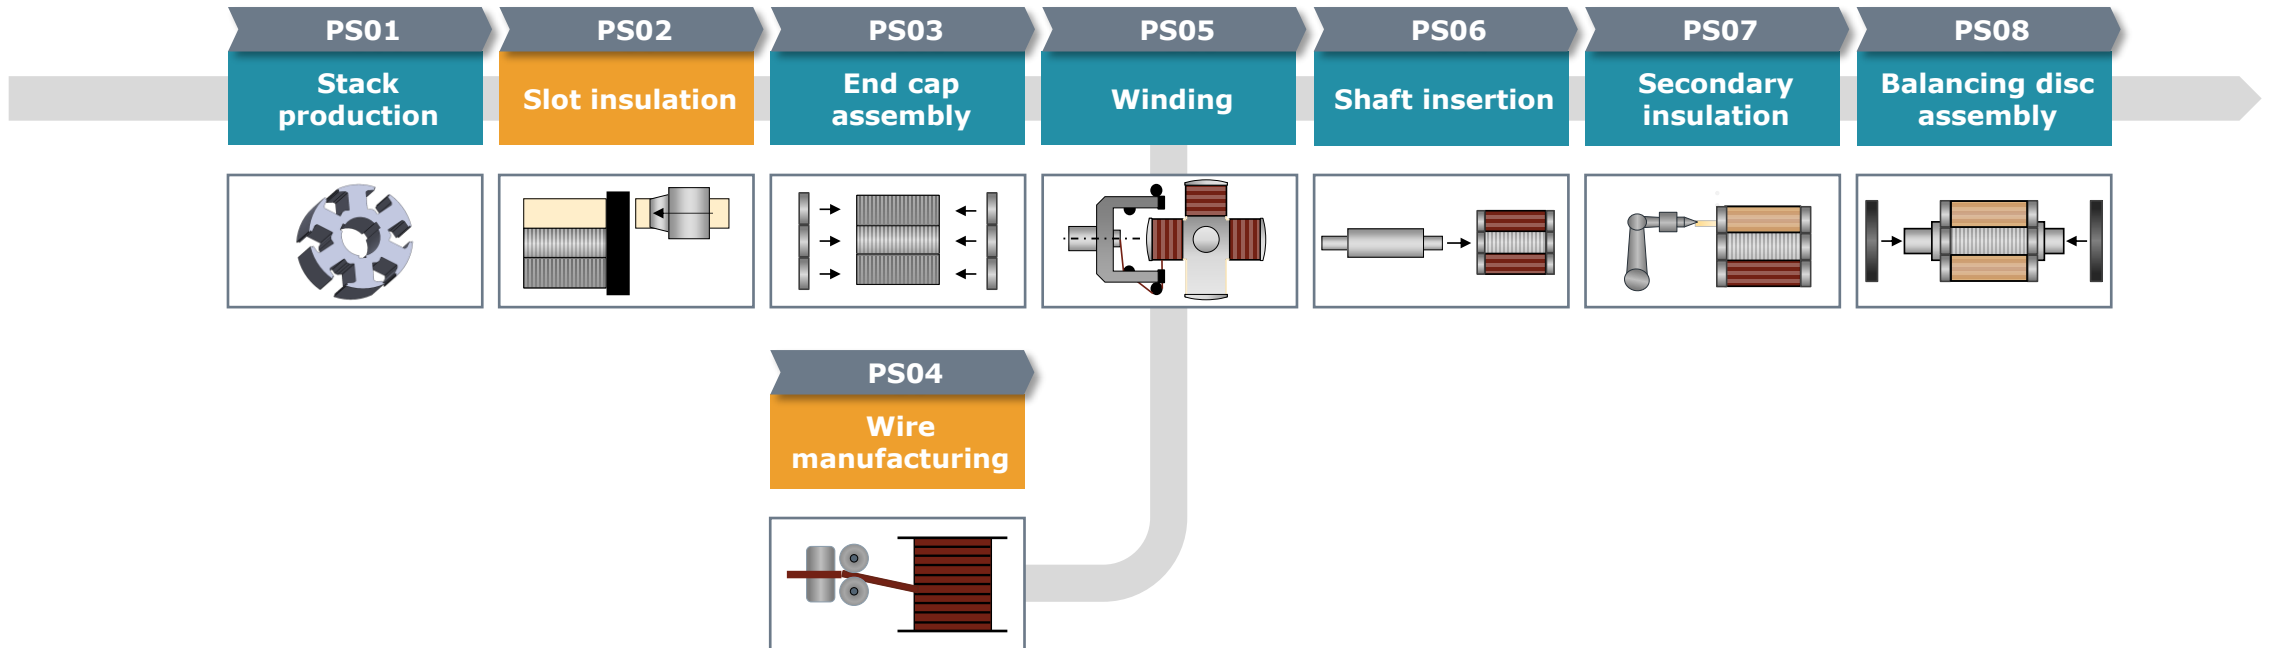 PS01
Stack
production
PS02
Slot insulation
PS03
End cap
assembly
PS05
Winding
PS06
Shaft insertion
PS07
Secondary
insulation
PS08
Balancing disc
assembly
PS04
Wire
manufacturing